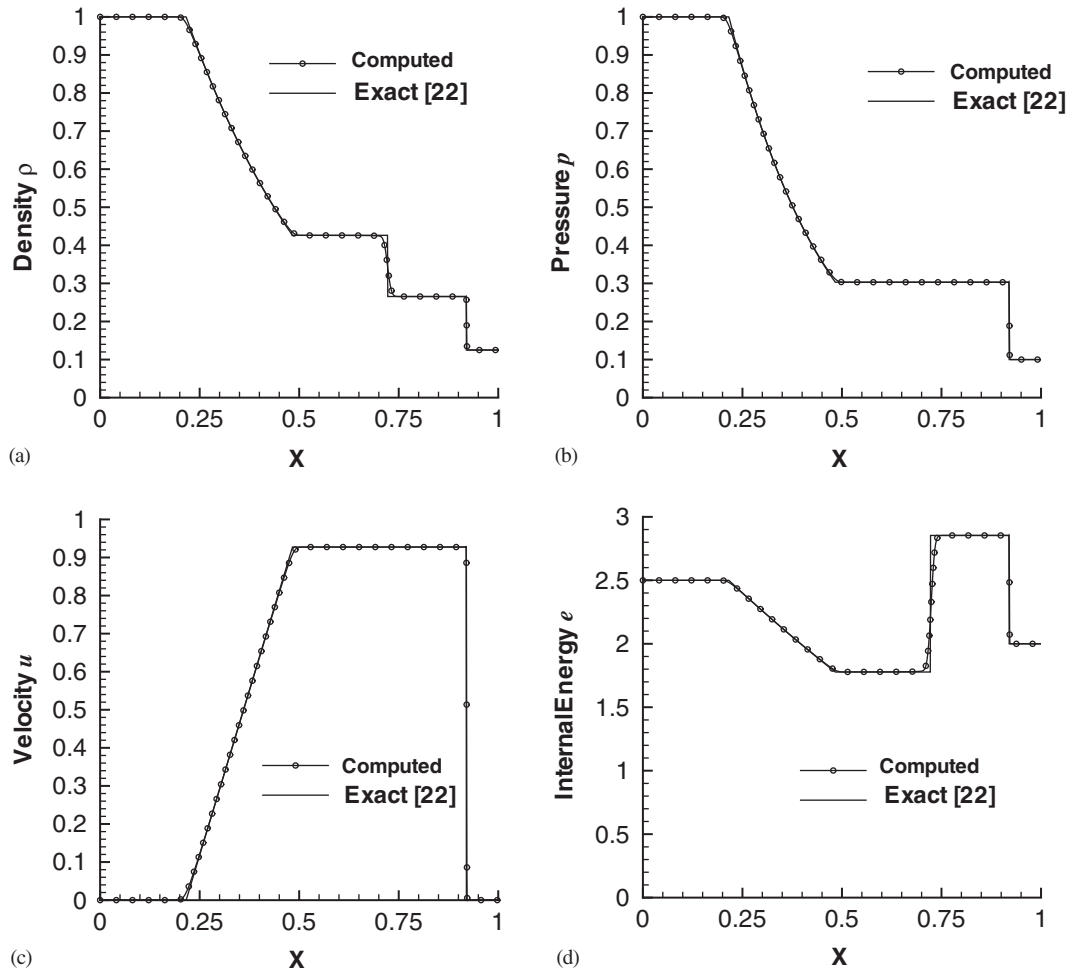 1
0.9
0.8
0.7
0.6
0.5
0.4
0.3
0.2
0.1
0
Density ρ
0 0.25 0.5 0.75 1
X
Computed
Exact [22]
(a)
1
0.9
0.8
0.7
0.6
0.5
0.4
0.3
0.2
0.1
0
Pressure p
0 0.25 0.5 0.75 1
X
Computed
Exact [22]
(b)
1
0.9
0.8
0.7
0.6
0.5
0.4
0.3
0.2
0.1
0
Velocity u
0 0.25 0.5 0.75 1
X
Computed
Exact [22]
(c)
3
2.5
2
1.5
1
0.5
0
InternalEnergy e
0 0.25 0.5 0.75 1
X
Computed
Exact [22]
(d)